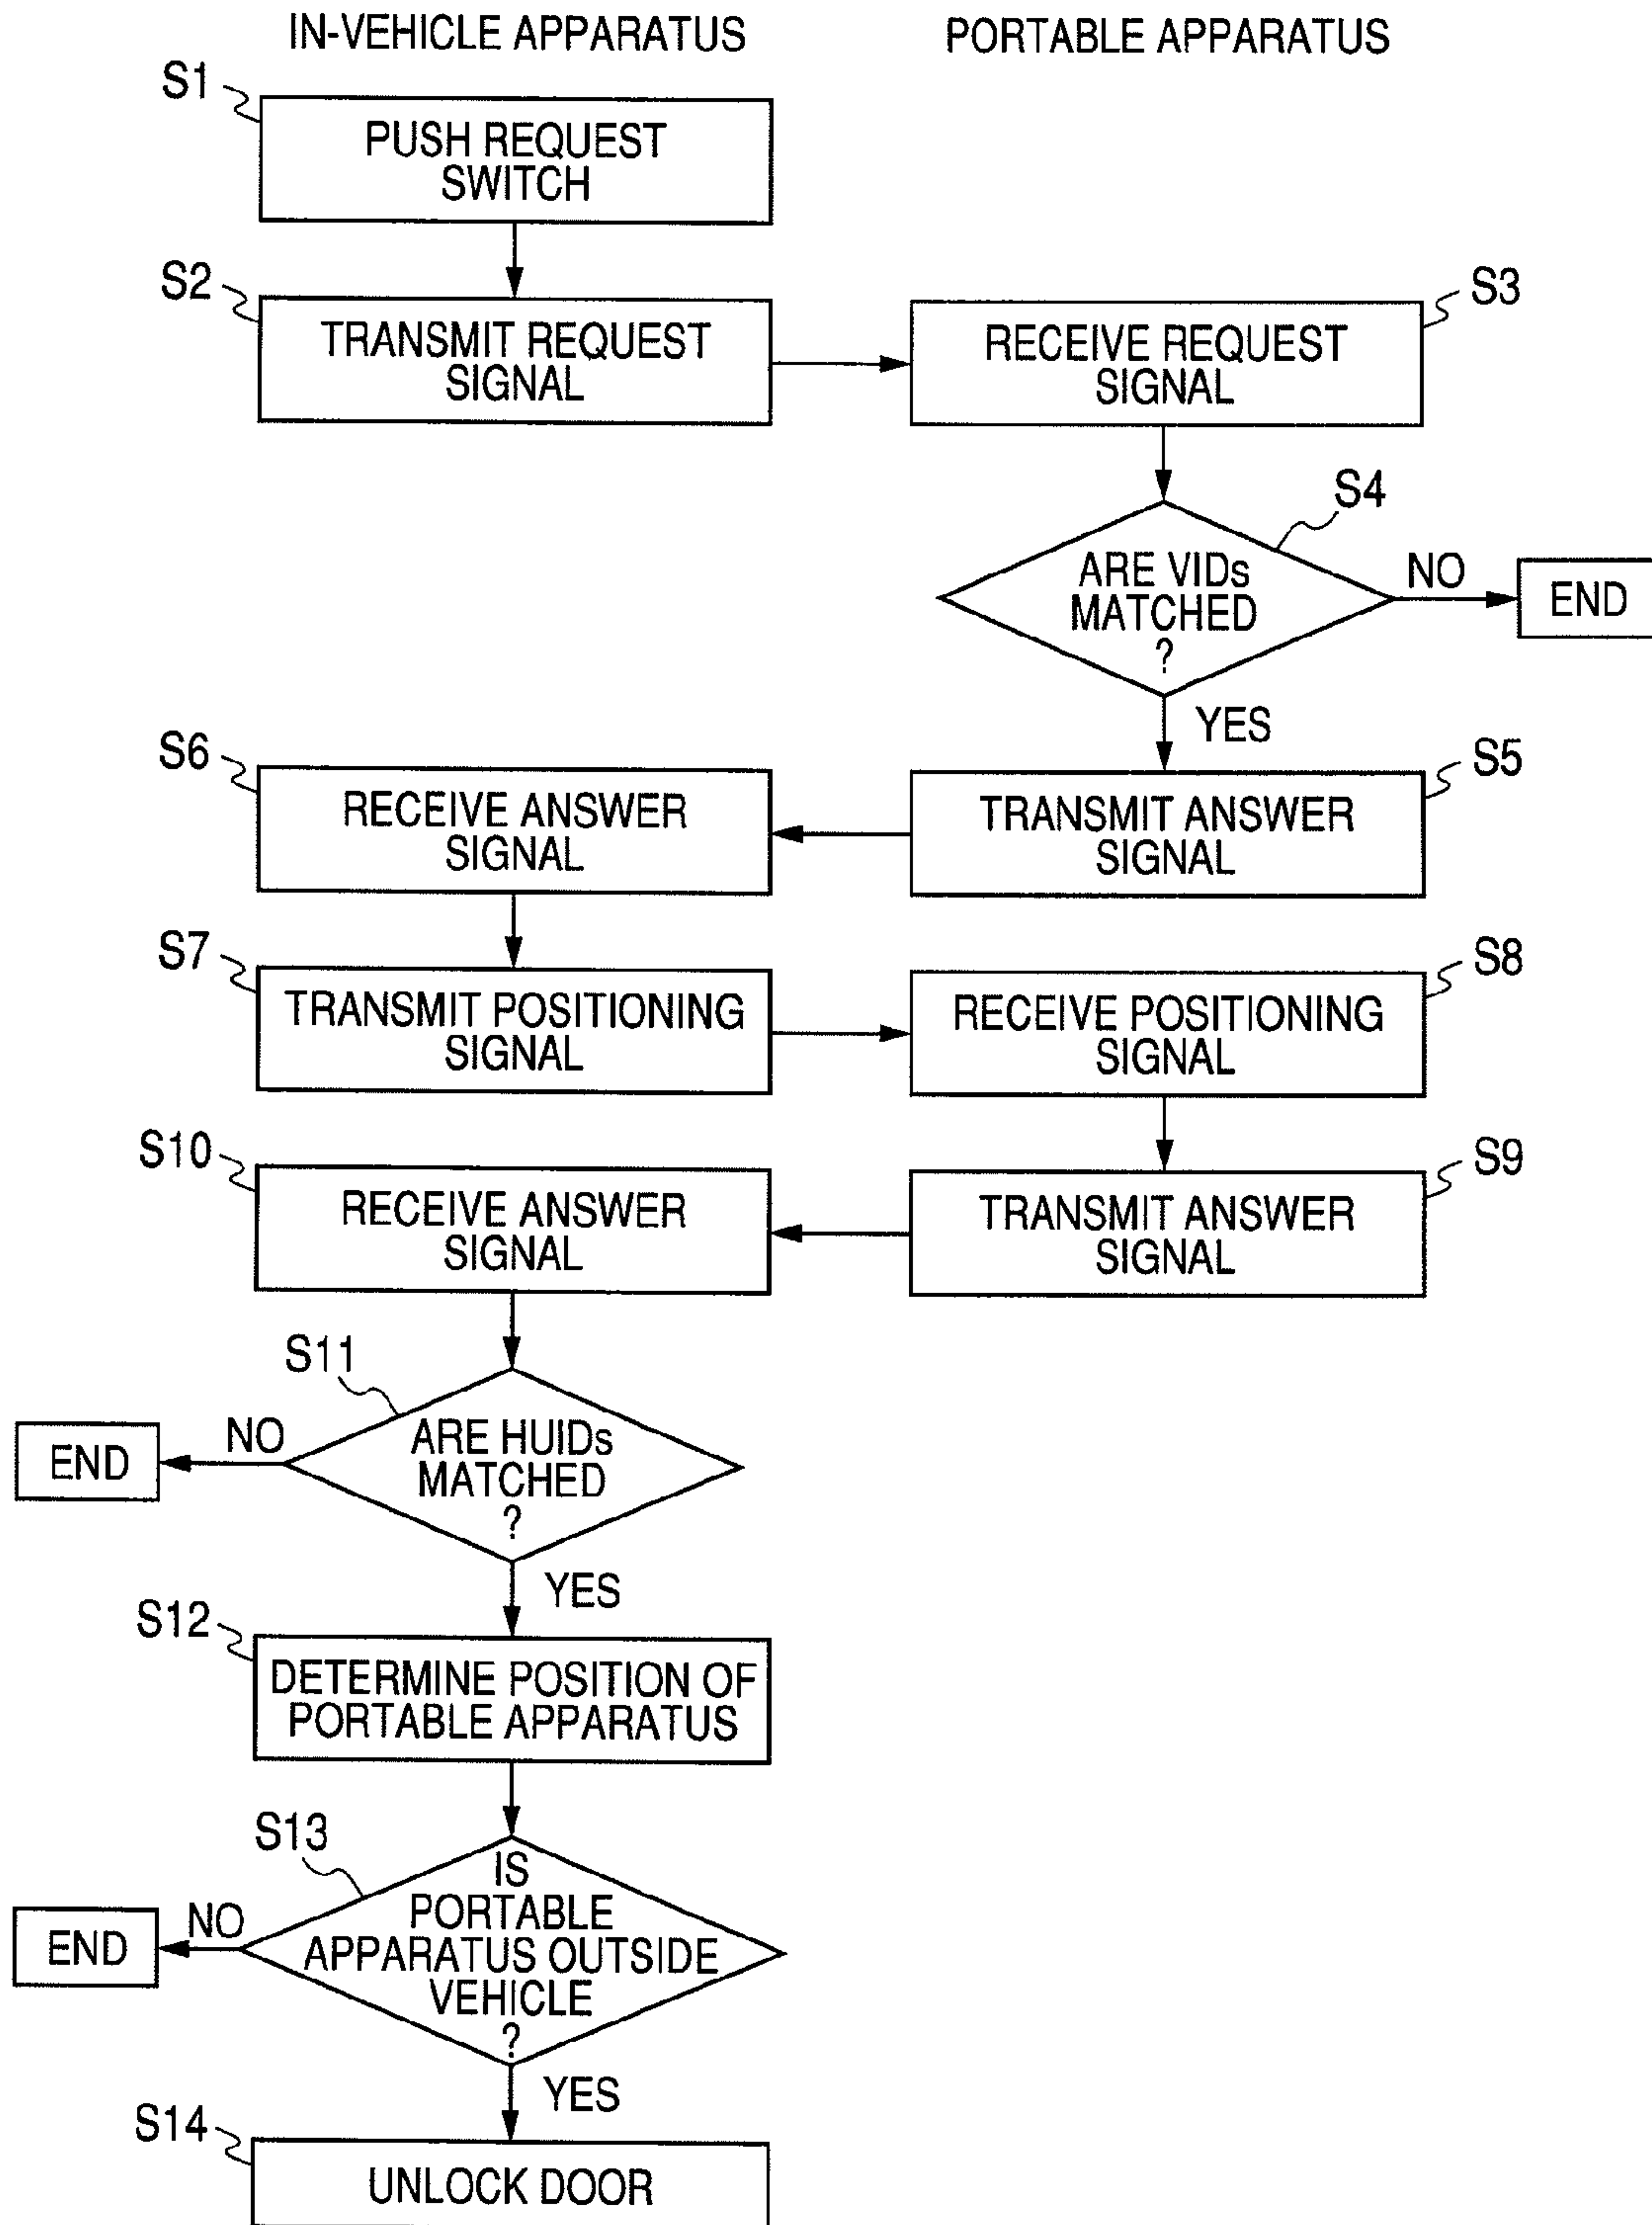 IN-VEHICLE APPARATUS
PORTABLE APPARATUS
S1
PUSH REQUEST
SWITCH
S2
TRANSMIT REQUEST
SIGNAL
S3
RECEIVE REQUEST
SIGNAL
S4
ARE VIDs
MATCHED
?
NO
END
YES
S5
TRANSMIT ANSWER
SIGNAL
S6
RECEIVE ANSWER
SIGNAL
S7
TRANSMIT POSITIONING
SIGNAL
S8
RECEIVE POSITIONING
SIGNAL
S9
TRANSMIT ANSWER
SIGNAL
S10
RECEIVE ANSWER
SIGNAL
S11
ARE HUIDs
MATCHED
?
NO
END
YES
S12
DETERMINE POSITION OF
PORTABLE APPARATUS
S13
IS
PORTABLE
APPARATUS OUTSIDE
VEHICLE
?
NO
END
YES
S14
UNLOCK DOOR